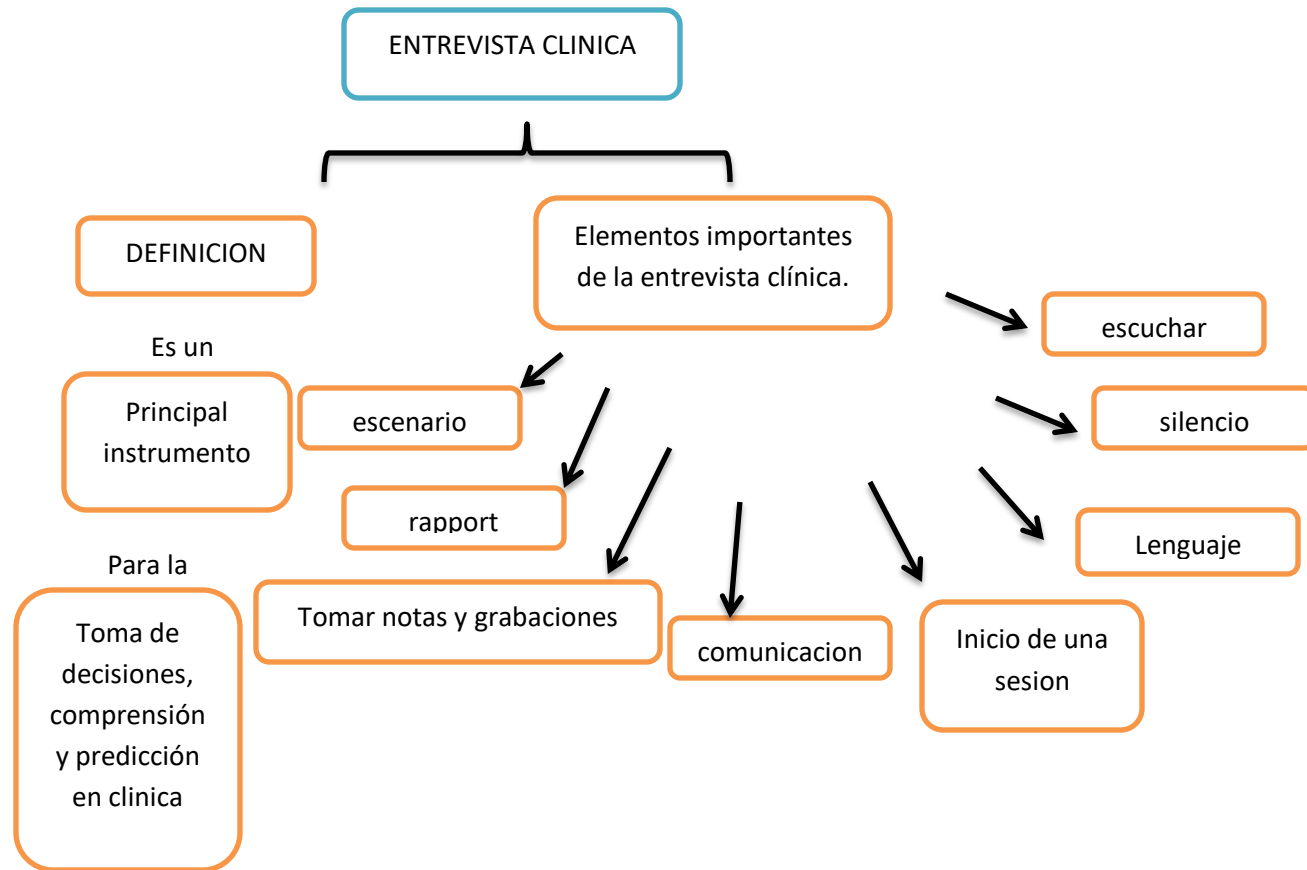 ENTREVISTA CLINICA
DEFINICION
Elementos importantes
de la entrevista clínica.
Es un
Principal
instrumento
Para la
Toma de
decisiones,
comprensión
y predicción
en clinica
escenario
rapport
Tomar notas y grabaciones
comunicacion
Inicio de una
sesion
Lenguaje
silencio
escuchar